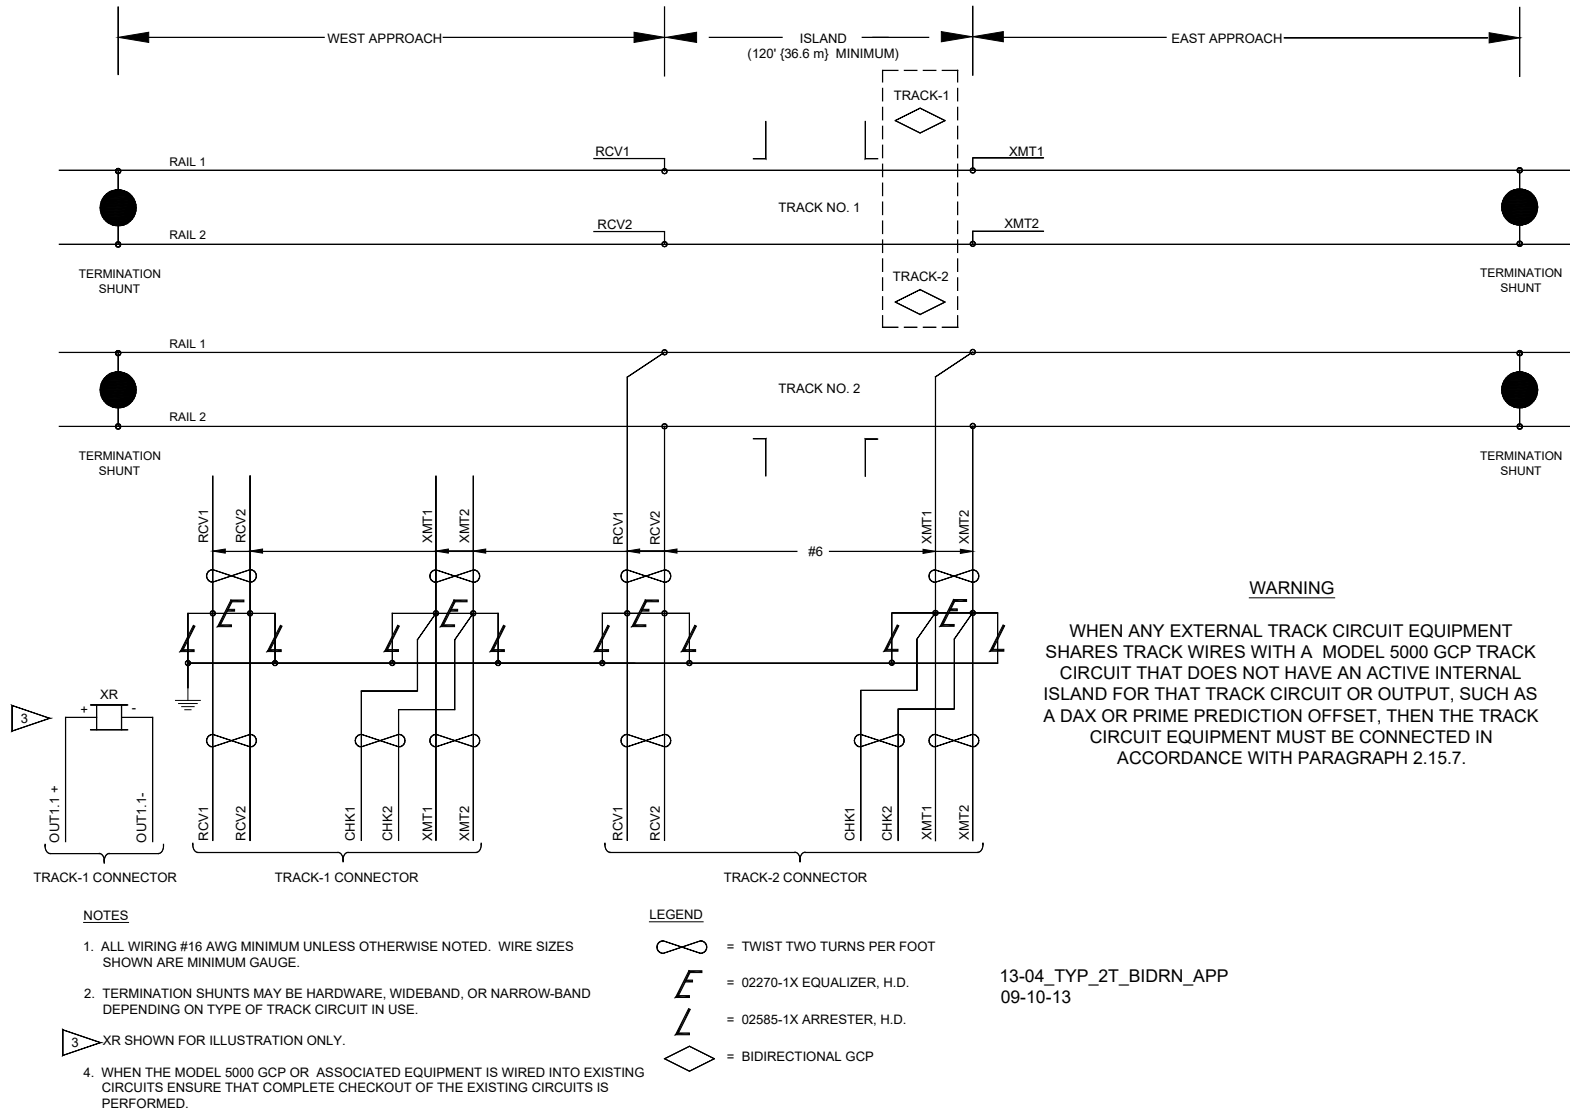 WEST APPROACH
ISLAND
(120' {36.6 m} MINIMUM)
EAST APPROACH
TRACK-1
RCV1
XMT1
RAIL 1
TRACK NO. 1
RCV2
XMT2
RAIL 2
TERMINATION
SHUNT
TRACK-2
TERMINATION
SHUNT
RAIL 1
TRACK NO. 2
RAIL 2
TERMINATION
SHUNT
TERMINATION
SHUNT
RCV1
RCV2
XMT1
XMT2
RCV1
RCV2
XMT1
XMT2
#6
WARNING
WHEN ANY EXTERNAL TRACK CIRCUIT EQUIPMENT
SHARES TRACK WIRES WITH A MODEL 5000 GCP TRACK
CIRCUIT THAT DOES NOT HAVE AN ACTIVE INTERNAL
ISLAND FOR THAT TRACK CIRCUIT OR OUTPUT, SUCH AS
A DAX OR PRIME PREDICTION OFFSET, THEN THE TRACK
CIRCUIT EQUIPMENT MUST BE CONNECTED IN
ACCORDANCE WITH PARAGRAPH 2.15.7.
XR
3
+
-
OUT1.1 +
OUT1.1-
RCV1
RCV2
CHK1
CHK2
XMT1
XMT2
RCV1
RCV2
CHK1
CHK2
XMT1
XMT2
TRACK-1 CONNECTOR
TRACK-1 CONNECTOR
TRACK-2 CONNECTOR
NOTES
1. ALL WIRING #16 AWG MINIMUM UNLESS OTHERWISE NOTED. WIRE SIZES
SHOWN ARE MINIMUM GAUGE.
2. TERMINATION SHUNTS MAY BE HARDWARE, WIDEBAND, OR NARROW-BAND
DEPENDING ON TYPE OF TRACK CIRCUIT IN USE.
3 XR SHOWN FOR ILLUSTRATION ONLY.
4. WHEN THE MODEL 5000 GCP OR ASSOCIATED EQUIPMENT IS WIRED INTO EXISTING
CIRCUITS ENSURE THAT COMPLETE CHECKOUT OF THE EXISTING CIRCUITS IS
PERFORMED.
LEGEND
= TWIST TWO TURNS PER FOOT
= 02270-1X EQUALIZER, H.D.
= 02585-1X ARRESTER, H.D.
= BIDIRECTIONAL GCP
13-04_TYP_2T_BIDRN_APP
09-10-13